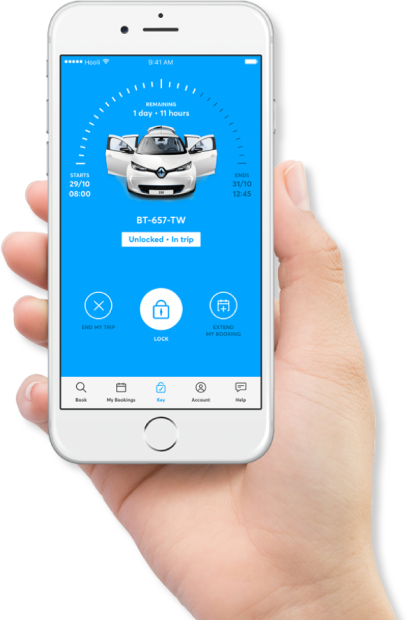 Hooli
9:41 AM
REMAINING
1 day • 11 hours
STARTS
29/10
08:00
ENDS
31/10
12:45
BT-657-TW
Unlocked • In trip
END MY TRIP
LOCK
EXTEND
MY BOOKING
Book
My Bookings
Key
Account
Help